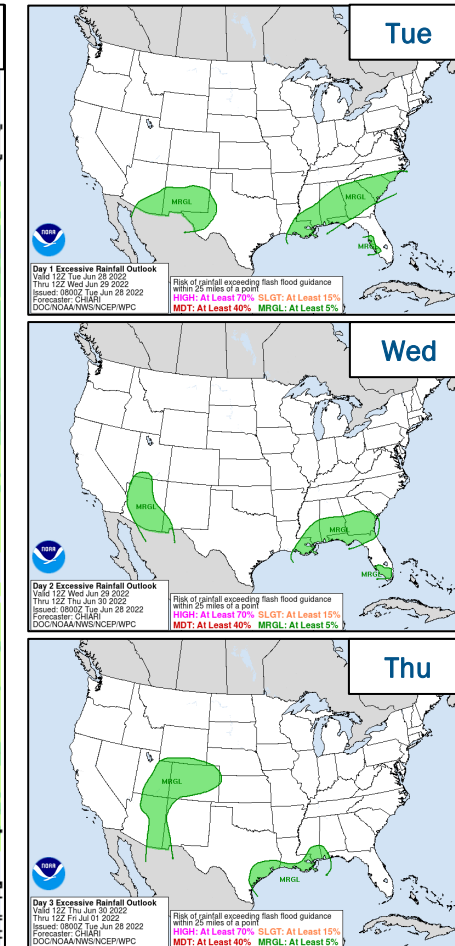 Tue
MRGL
MRGL
MRGL
NOAA
Day 1 Excessive Rainfall Outlook
Valid 12Z Tue Jun 28 2022
Thru 12Z Wed Jun 29 2022
Issued: 0800Z Tue Jun 28 2022
Forecaster: CHIARI
DOC/NOAA/NWS/NCEP/WPC
Risk of rainfall exceeding flash flood guidance
within 25 miles of a point
HIGH: At Least 70% SLGT: At Least 15%
MDT: At Least 40% MRGL: At Least 5%
Wed
MRGL
MRGL
MRGL
NOAA
Day 2 Excessive Rainfall Outlook
Valid 12Z Wed Jun 29 2022
Thru 12Z Thu Jun 30 2022
Issued: 0800Z Tue Jun 28 2022
Forecaster: CHIARI
DOC/NOAA/NWS/NCEP/WPC
Risk of rainfall exceeding flash flood guidance
within 25 miles of a point
HIGH: At Least 70% SLGT: At Least 15%
MDT: At Least 40% MRGL: At Least 5%
Thu
MRGL
MRGL
NOAA
Day 3 Excessive Rainfall Outlook
Valid 12Z Thu Jun 30 2022
Thru 12Z Fri Jul 01 2022
Issued: 0800Z Tue Jun 28 2022
Forecaster: CHIARI
DOC/NOAA/NWS/NCEP/WPC
Risk of rainfall exceeding flash flood guidance
within 25 miles of a point
HIGH: At Least 70% SLGT: At Least 15%
MDT: At Least 40% MRGL: At Least 5%